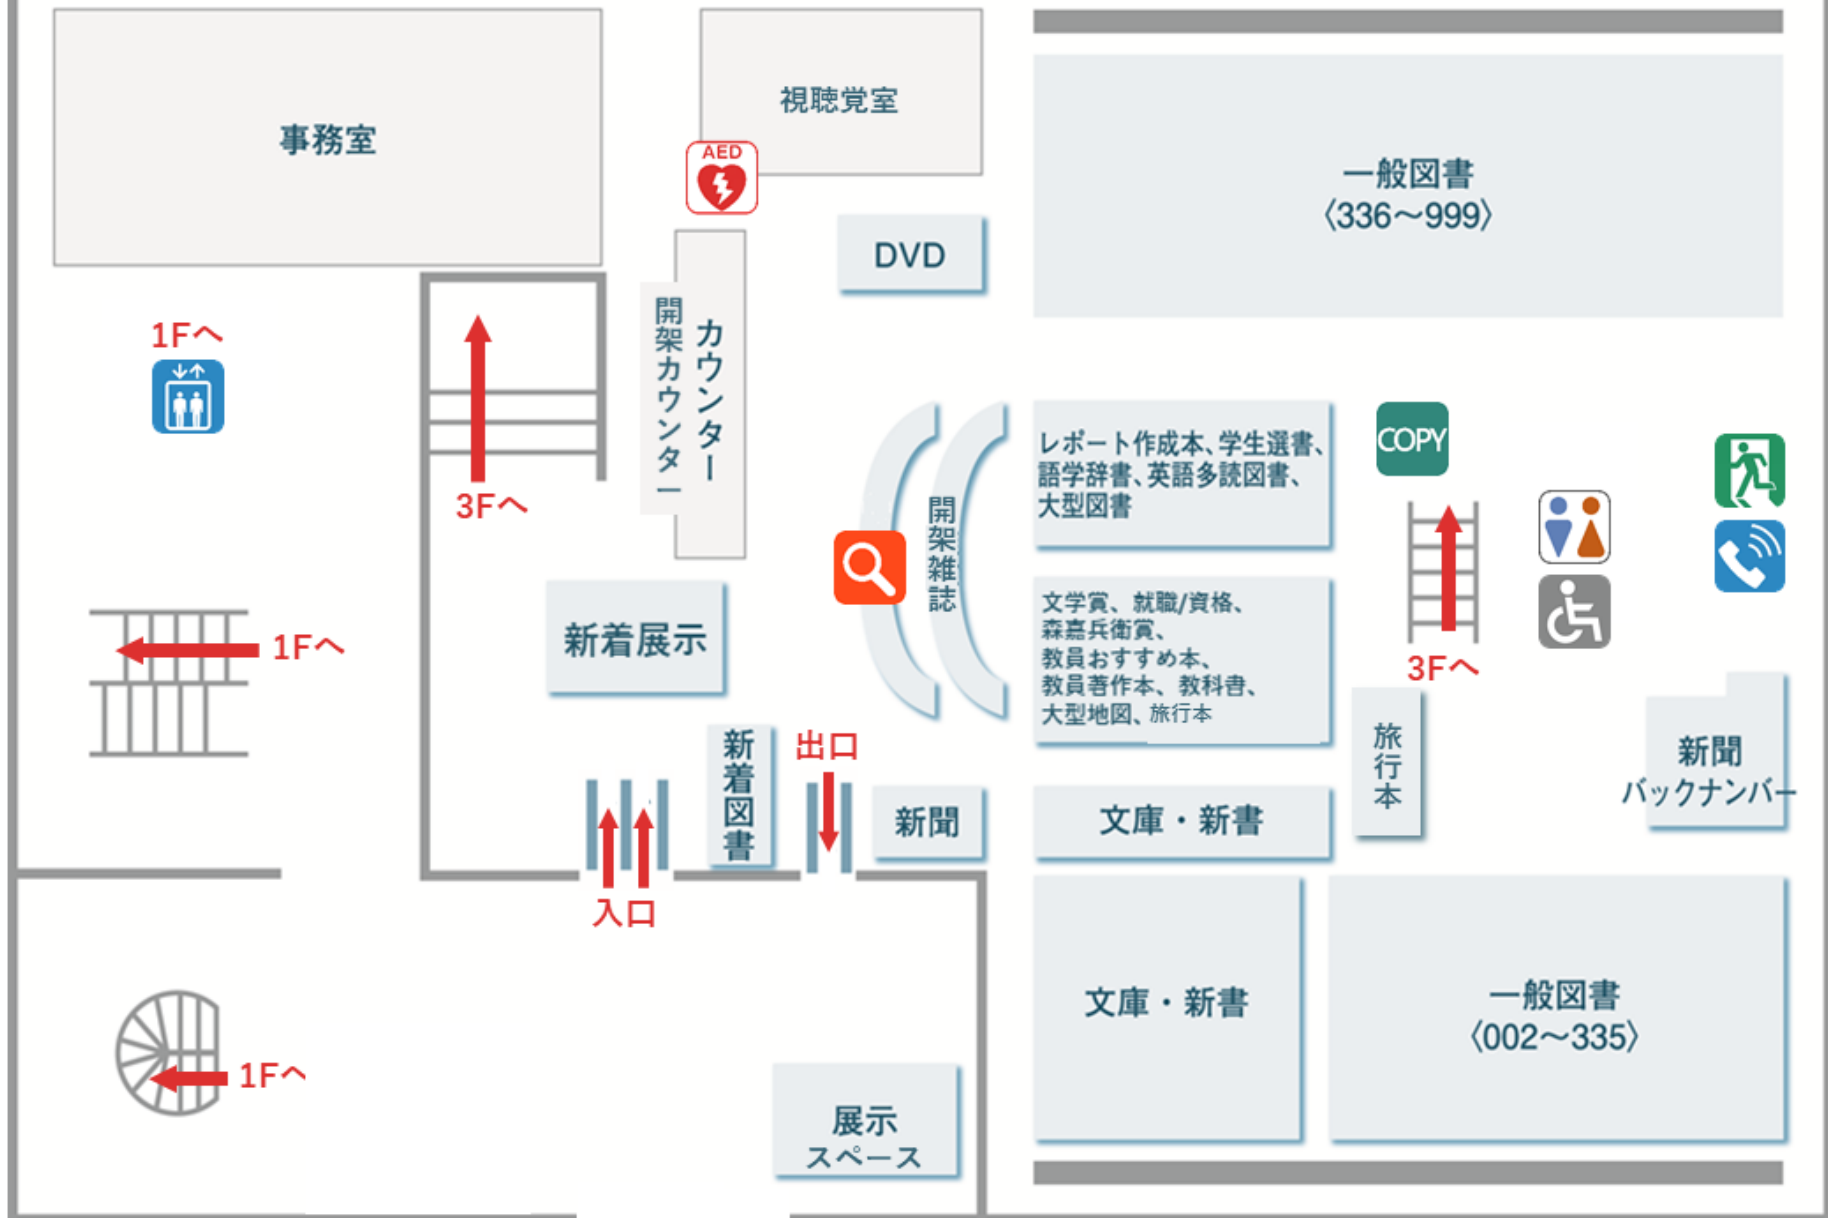 事務室
視聴覚室
AED
一般図書
〈336～999〉
DVD
1Fへ
開架カウンター
カウンター
3Fへ
レポート作成本、学生選書、
語学辞書、英語多読図書、
大型図書
COPY
開架雑誌
新着展示
文学賞、就職/資格、
森嘉兵衛賞、
教員おすすめ本、
教員著作本、教科書、
大型地図、旅行本
1Fへ
3Fへ
新着図書
出口
新聞
文庫・新書
旅行本
新聞
バックナンバー
入口
文庫・新書
一般図書
〈002～335〉
1Fへ
展示
スペース